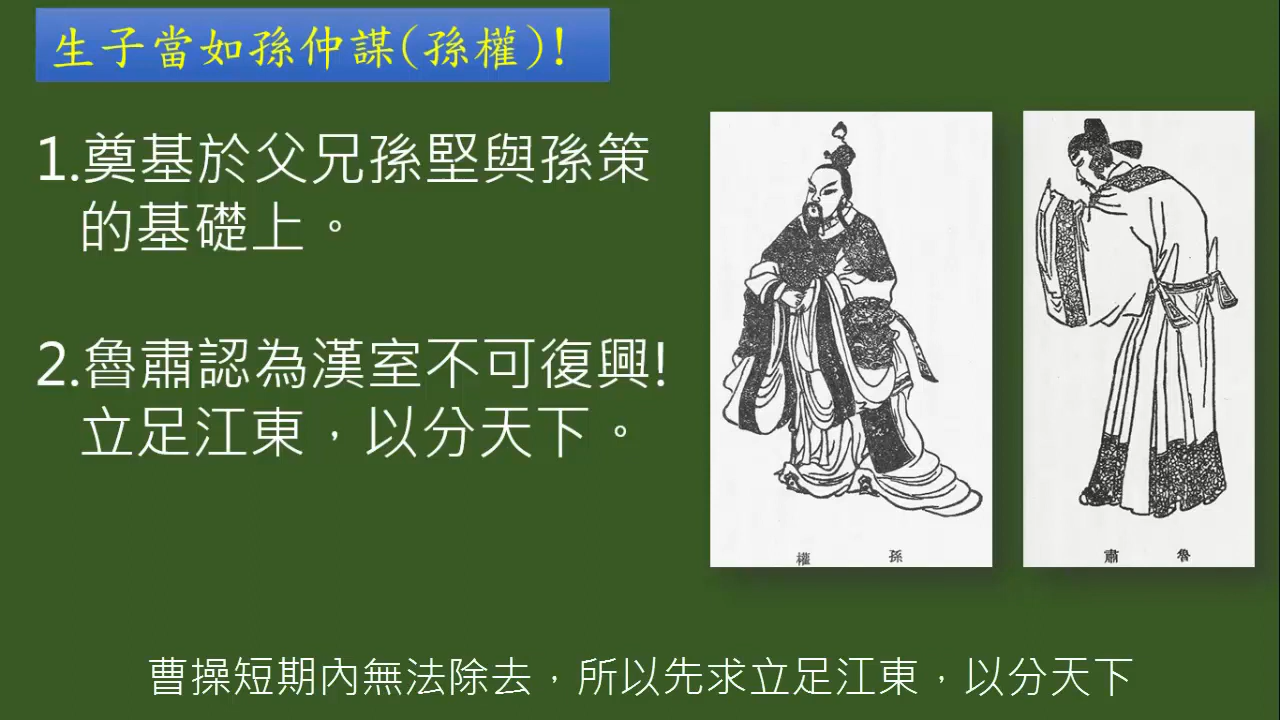 生子當如孫仲謀(孫權)!
1.奠基於父兄孫堅與孫策
的基礎上。
2.魯肅認為漢室不可復興!
立足江東，以分天下。
權 孫
肅 魯
曹操短期內無法除去，所以先求立足江東，以分天下